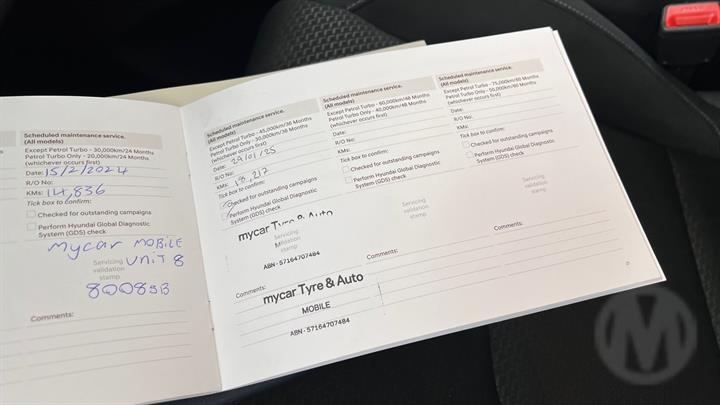 Scheduled maintenance service.
(All models)
Except Petrol Turbo - 30,000km/24 Months
Petrol Turbo Only - 20,000km/24 Months
(whichever occurs first)
Date: 15/2/2024
R/O No:
KMs: 14,836
Tick box to confirm:
Checked for outstanding campaigns
Perform Hyundai Global Diagnostic
System (GDS) check
mycar MOBILE
Servicing
validation
stamp
UNIT 8
8008SB
Comments:
Scheduled maintenance service.
(All models)
Except Petrol Turbo - 45,000km/36 Months
Petrol Turbo Only - 30,000km/36 Months
(whichever occurs first)
Date: 29/01/25
R/O No:
KMs: 18,217
Tick box to confirm:
Checked for outstanding campaigns
Perform Hyundai Global Diagnostic
System (GDS) check
mycar Tyre & Auto
Servicing
validation
stamp
ABN - 57164707484
Comments:
mycar Tyre & Auto
MOBILE
ABN - 57164707484
Scheduled maintenance service.
(All models)
Except Petrol Turbo - 60,000km/48 Months
Petrol Turbo Only - 40,000km/48 Months
(whichever occurs first)
Date:
R/O No:
KMs:
Tick box to confirm:
Checked for outstanding campaigns
Perform Hyundai Global Diagnostic
System (GDS) check
Servicing
validation
stamp
Comments:
Scheduled maintenance service.
(All models)
Except Petrol Turbo - 75,000km/60 Months
Petrol Turbo Only - 50,000km/60 Months
(whichever occurs first)
Date:
R/O No:
KMs:
Tick box to confirm:
Checked for outstanding campaigns
Perform Hyundai Global Diagnostic
System (GDS) check
Servicing
validation
stamp
Comments:
PRESS
M